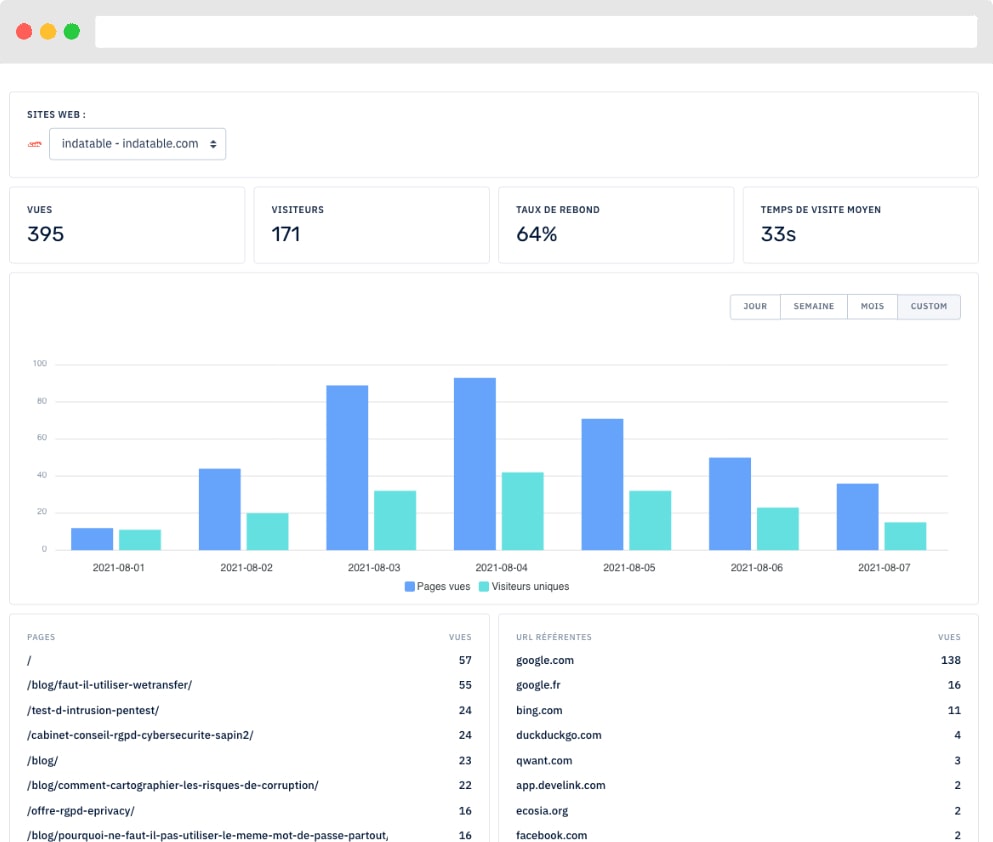 SITES WEB :
indatable - indatable.com
VUES
395
VISITEURS
171
TAUX DE REBOND
64%
TEMPS DE VISITE MOYEN
33s
JOUR SEMAINE MOIS CUSTOM
100
80
60
40
20
0
2021-08-01 2021-08-02 2021-08-03 2021-08-04 2021-08-05 2021-08-06 2021-08-07
Pages vues Visiteurs uniques
PAGES VUES
/ 57
/blog/faut-il-utiliser-wetransfer/ 55
/test-d-intrusion-pentest/ 24
/cabinet-conseil-rgpd-cybersecurite-sapin2/ 24
/blog/ 23
/blog/comment-cartographier-les-risques-de-corruption/ 22
/offre-rgpd-eprivacy/ 16
/blog/pourquoi-ne-faut-il-pas-utiliser-le-meme-mot-de-passe-partout, 16
URL RÉFÉRENTES VUES
google.com 138
google.fr 16
bing.com 11
duckduckgo.com 4
qwant.com 3
app.develink.com 2
ecosia.org 2
facebook.com 2